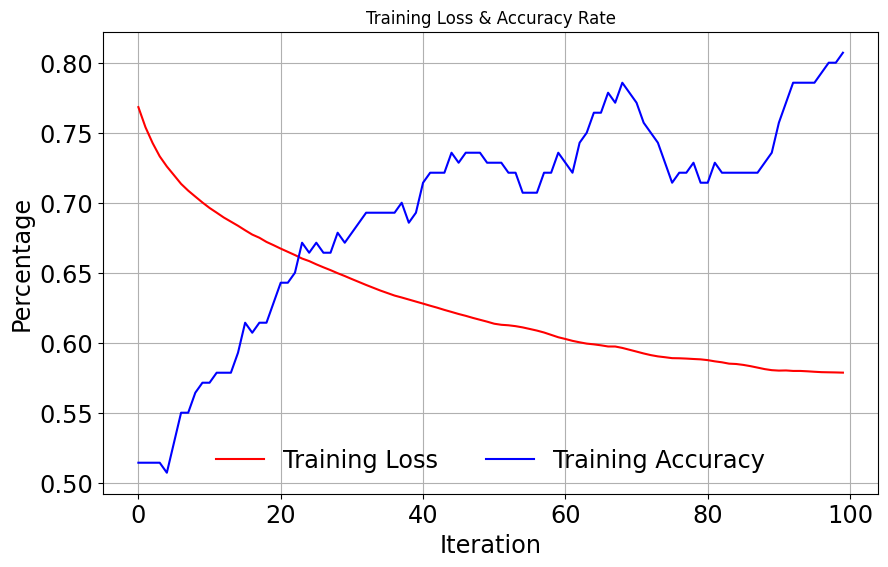 Training Loss & Accuracy Rate
0.80
0.75
0.70
0.65
0.60
0.55
0.50
Percentage
Training Loss Training Accuracy
0 20 40 60 80 100
Iteration